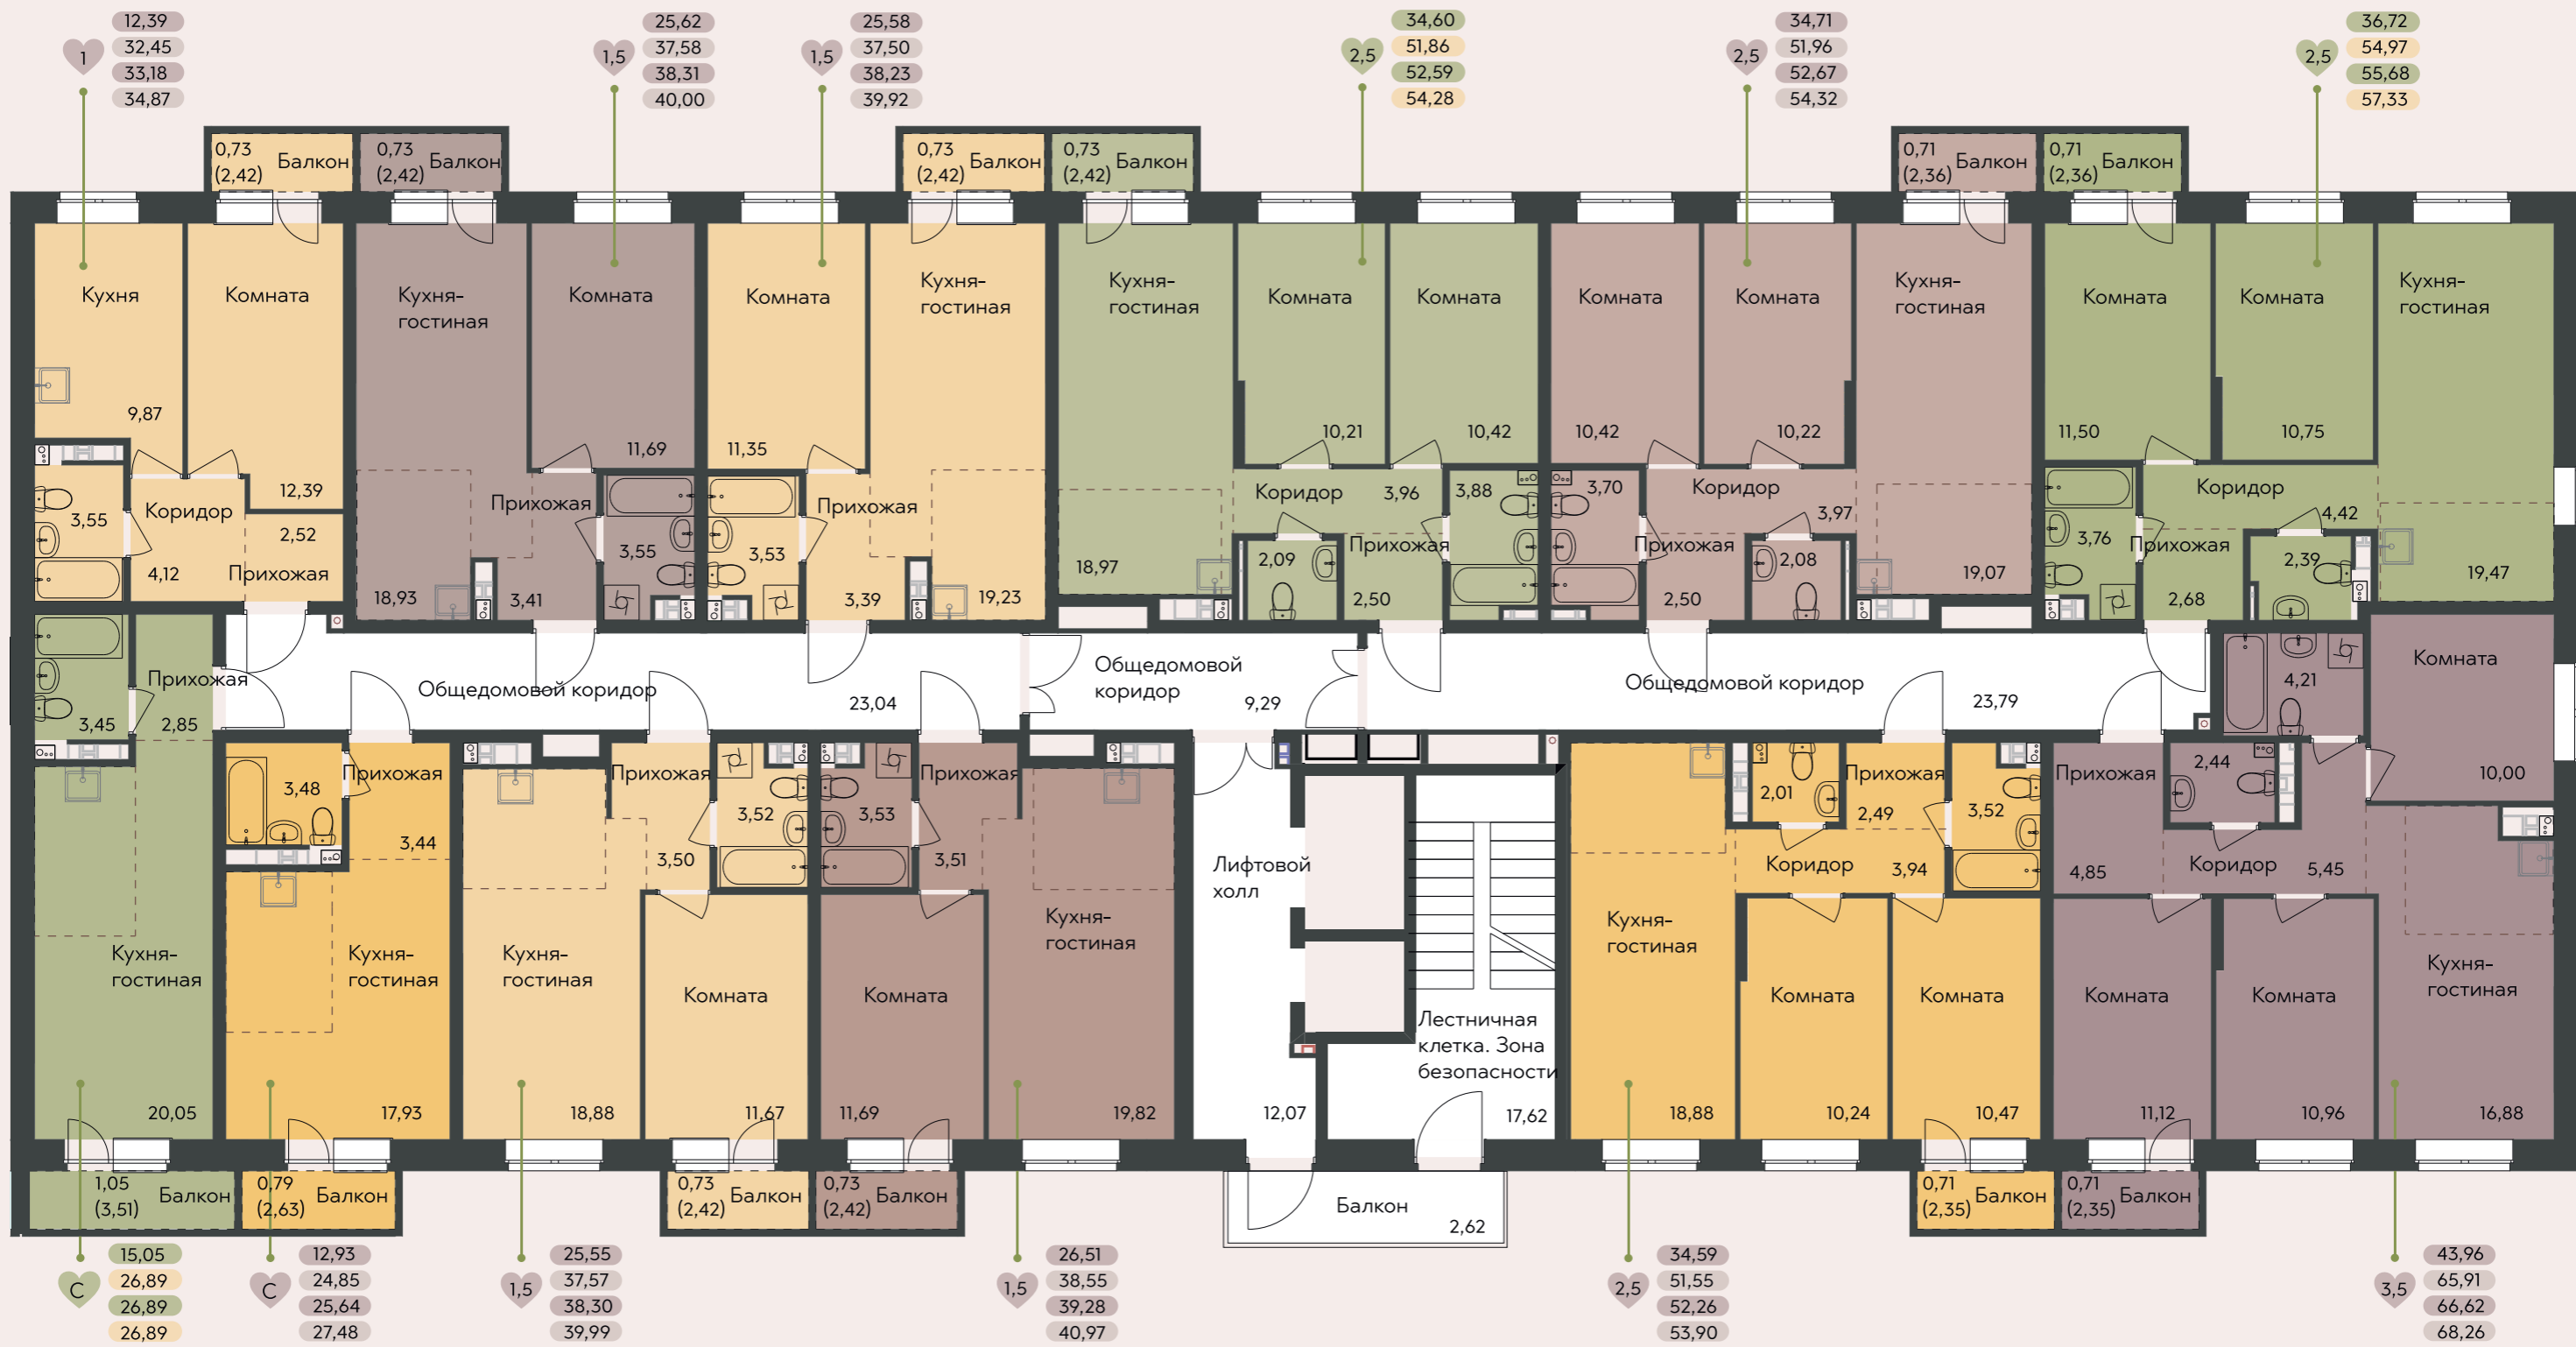 1
12,39
32,45
33,18
34,87
1,5
25,62
37,58
38,31
40,00
1,5
25,58
37,50
38,23
39,92
2,5
34,60
51,86
52,59
54,28
2,5
34,71
51,96
52,67
54,32
2,5
36,72
54,97
55,68
57,33
0,73
(2,42)
Балкон
0,73
(2,42)
Балкон
0,73
(2,42)
Балкон
0,73
(2,42)
Балкон
0,71
(2,36)
Балкон
0,71
(2,36)
Балкон
Кухня
9,87
Комната
12,39
3,55
Коридор
4,12
2,52
Прихожая
Кухня-
гостиная
18,93
Комната
11,69
Прихожая
3,41
3,55
Комната
11,35
Кухня-
гостиная
19,23
Прихожая
3,39
3,53
Кухня-
гостиная
18,97
Комната
10,21
Комната
10,42
Коридор
3,96
3,88
2,09
Прихожая
2,50
Комната
10,42
Комната
10,22
Кухня-
гостиная
19,07
3,70
Коридор
3,97
Прихожая
2,50
2,08
Комната
11,50
Комната
10,75
Кухня-
гостиная
19,47
Коридор
4,42
3,76
Прихожая
2,68
2,39
Общедомовой коридор
23,04
Общедомовой
коридор
9,29
Общедомовой коридор
23,79
3,45
Прихожая
2,85
Кухня-
гостиная
20,05
3,48
Прихожая
3,44
Кухня-
гостиная
17,93
Прихожая
3,50
3,52
Кухня-
гостиная
18,88
Комната
11,67
3,53
Прихожая
3,51
Комната
11,69
Кухня-
гостиная
19,82
Лифтовой
холл
12,07
Лестничная
клетка. Зона
безопасности
17,62
Балкон
2,62
Кухня-
гостиная
18,88
2,01
Прихожая
2,49
3,52
Коридор
3,94
Комната
10,24
Комната
10,47
4,21
Комната
10,00
Прихожая
4,85
2,44
Коридор
5,45
Комната
11,12
Комната
10,96
Кухня-
гостиная
16,88
1,05
(3,51)
Балкон
0,79
(2,63)
Балкон
0,73
(2,42)
Балкон
0,73
(2,42)
Балкон
0,71
(2,35)
Балкон
0,71
(2,35)
Балкон
С
15,05
26,89
26,89
26,89
С
12,93
24,85
25,64
27,48
1,5
25,55
37,57
38,30
39,99
1,5
26,51
38,55
39,28
40,97
2,5
34,59
51,55
52,26
53,90
3,5
43,96
65,91
66,62
68,26